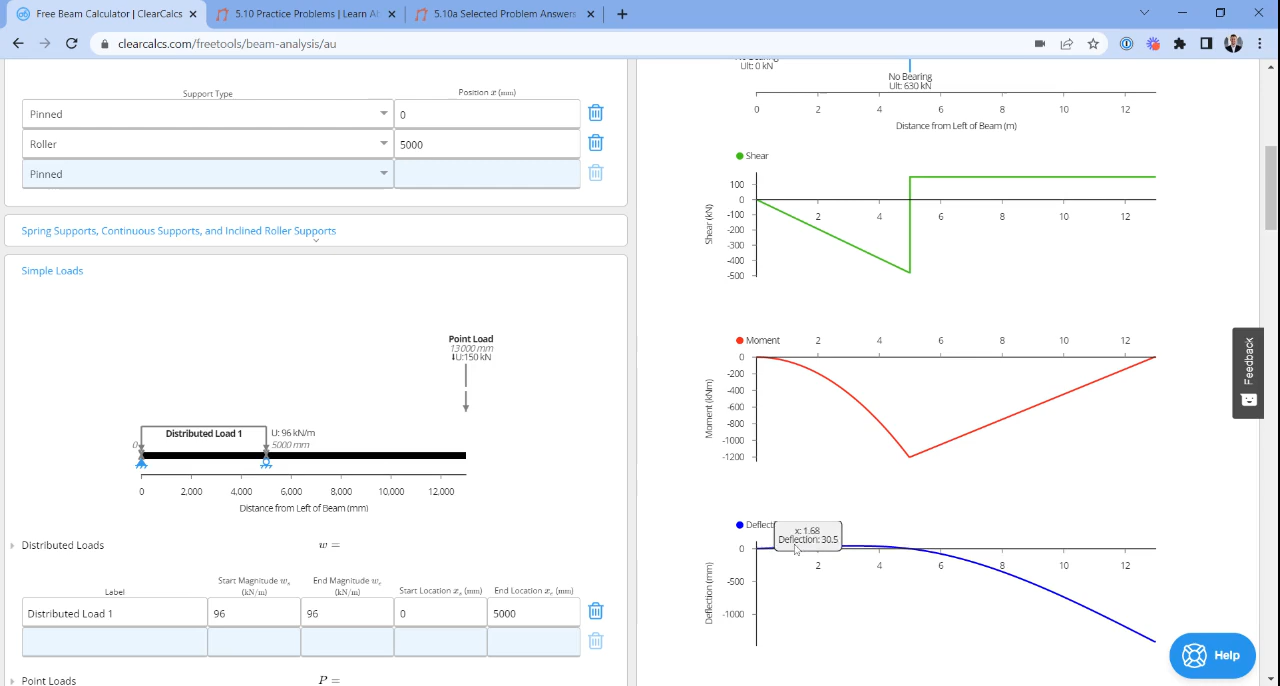 Free Beam Calculator | ClearCalcs
5.10 Practice Problems | Learn A
5.10a Selected Problem Answers
clearcalcs.com/freetools/beam-analysis/au
Support Type
Position x (mm)
Pinned
0
Roller
5000
Pinned
Spring Supports, Continuous Supports, and Inclined Roller Supports
Simple Loads
Point Load
13000 mm
U:150 kN
Distributed Load 1
U: 96 kN/m
0
5000 mm
0 2,000 4,000 6,000 8,000 10,000 12,000
Distance from Left of Beam (mm)
Distributed Loads
w =
Label
Start Magnitude ws (kN/m)
End Magnitude we (kN/m)
Start Location xs (mm)
End Location xe (mm)
Distributed Load 1
96
96
0
5000
Point Loads
P =
Ult: 0 kN
No Bearing
Ult: 630 kN
0 2 4 6 8 10 12
Distance from Left of Beam (m)
Shear
100
0
-100
-200
-300
-400
-500
2 4 6 8 10 12
Shear (kN)
Moment
2 4 6 8 10 12
0
-200
-400
-600
-800
-1000
-1200
Moment (kNm)
Deflect
x: 1.68
Deflection: 30.5
0
-500
-1000
2 4 6 8 10 12
Deflection (mm)
Feedback
Help